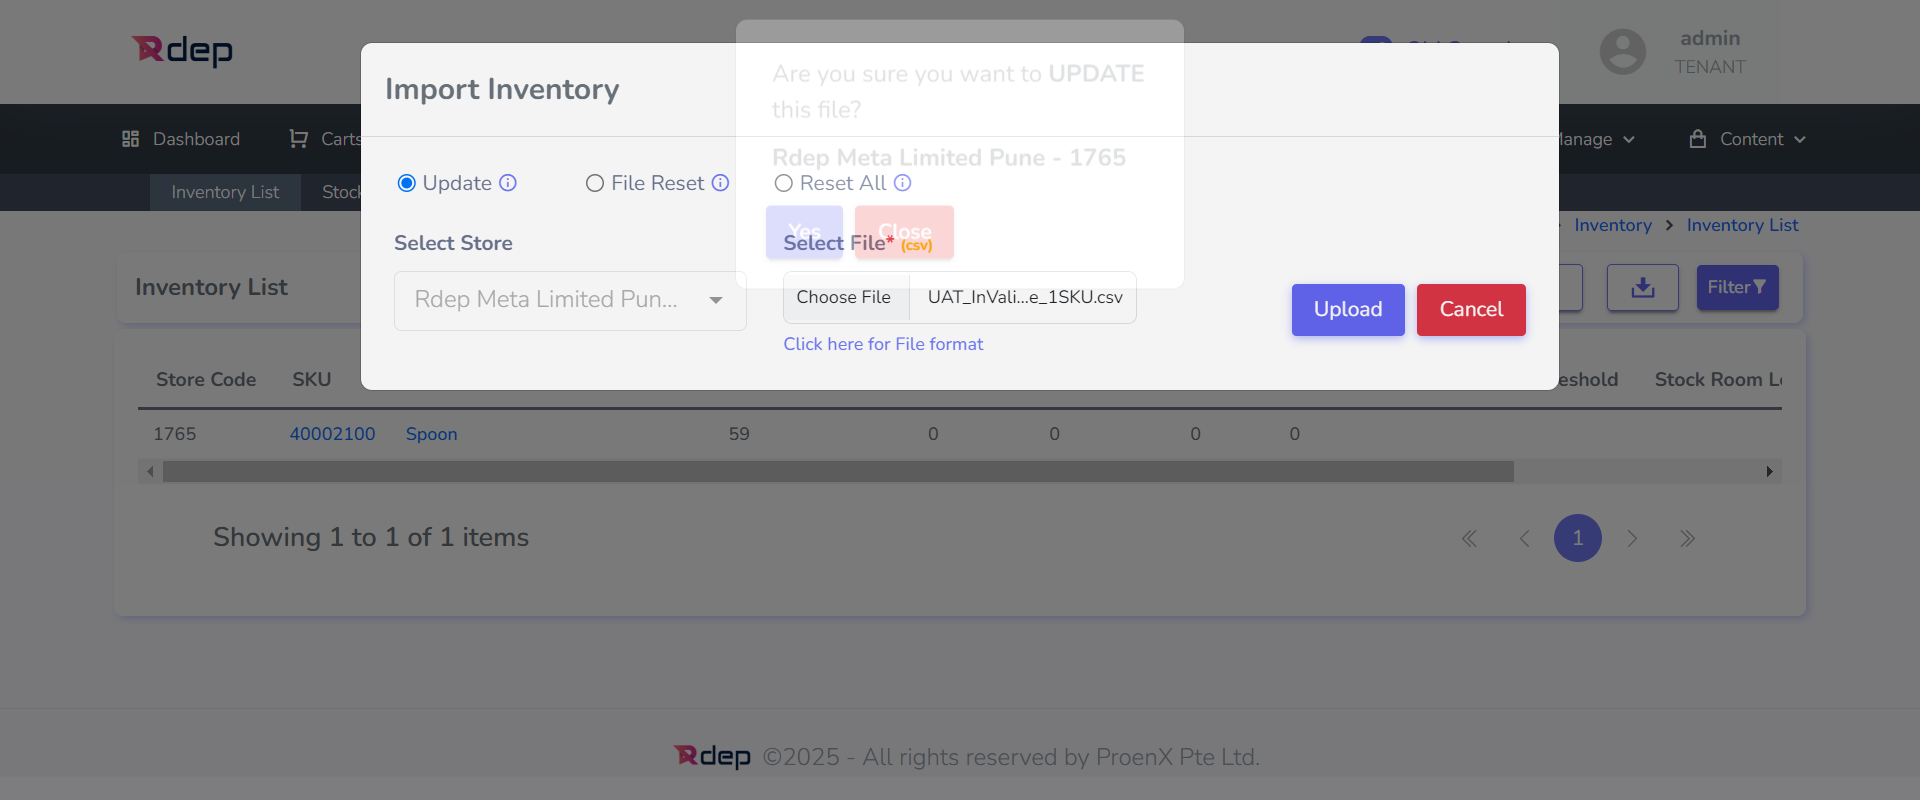 Rdep
admin
TENANT
Import Inventory
Are you sure you want to UPDATE
this file?
Rdep Meta Limited Pune - 1765
Yes
Close
Dashboard
Carts
Manage
Content
Update
File Reset
Reset All
Inventory List
Stock
Inventory
Inventory List
Select Store
Select File* (csv)
Rdep Meta Limited Pun...
Choose File
UAT_InVali...e_1SKU.csv
Click here for File format
Upload
Cancel
Inventory List
Filter
Store Code
SKU
Stock Room
1765
40002100
Spoon
59
0
0
0
0
Showing 1 to 1 of 1 items
1
Rdep ©2025 - All rights reserved by ProenX Pte Ltd.